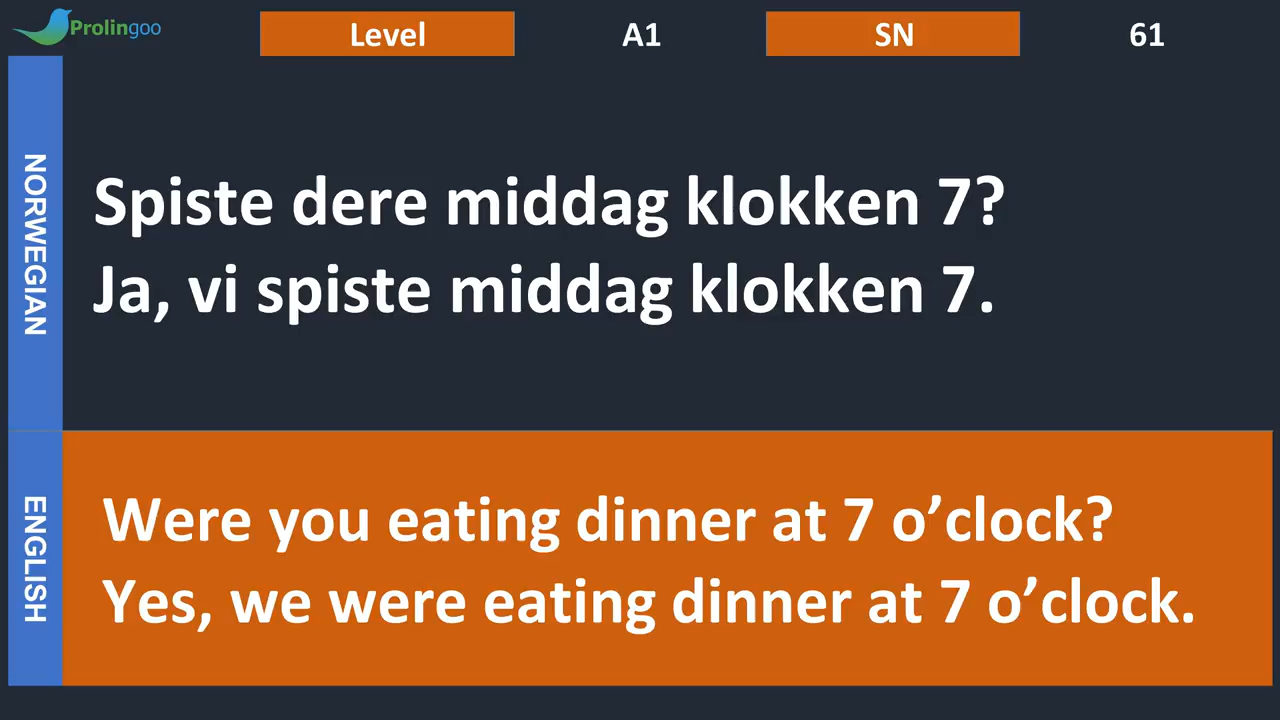 Prolingoo
Level A1 SN 61
NORWEGIAN
Spiste dere middag klokken 7?
Ja, vi spiste middag klokken 7.
ENGLISH
Were you eating dinner at 7 o’clock?
Yes, we were eating dinner at 7 o’clock.